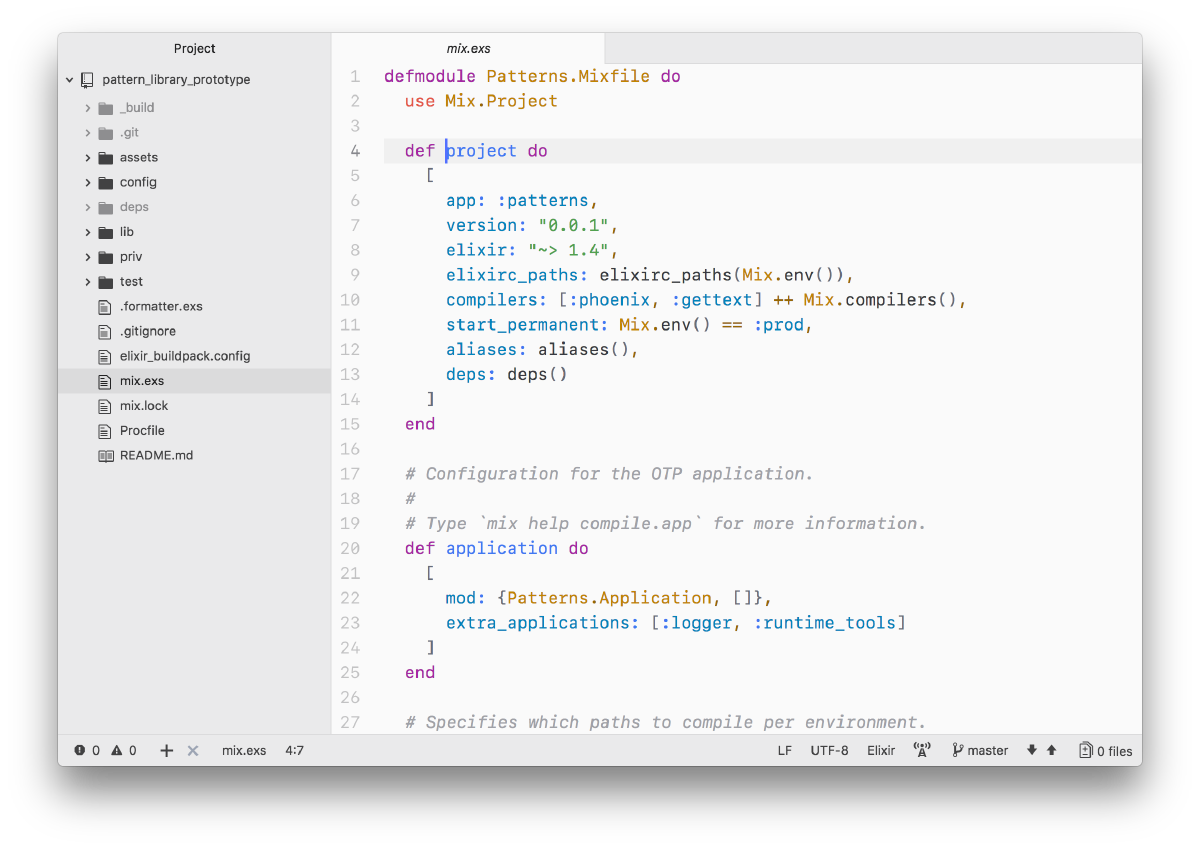 Project
pattern_library_prototype
_build
.git
assets
config
deps
lib
priv
test
.formatter.exs
.gitignore
elixir_buildpack.config
mix.exs
mix.lock
Procfile
README.md
mix.exs
1 defmodule Patterns.Mixfile do
2   use Mix.Project
3
4   def project do
5     [
6       app: :patterns,
7       version: "0.0.1",
8       elixir: "~> 1.4",
9       elixirc_paths: elixirc_paths(Mix.env()),
10       compilers: [:phoenix, :gettext] ++ Mix.compilers(),
11       start_permanent: Mix.env() == :prod,
12       aliases: aliases(),
13       deps: deps()
14     ]
15   end
16
17   # Configuration for the OTP application.
18   #
19   # Type `mix help compile.app` for more information.
20   def application do
21     [
22       mod: {Patterns.Application, []},
23       extra_applications: [:logger, :runtime_tools]
24     ]
25   end
26
27   # Specifies which paths to compile per environment.
0 0 mix.exs 4:7 LF UTF-8 Elixir master 0 files